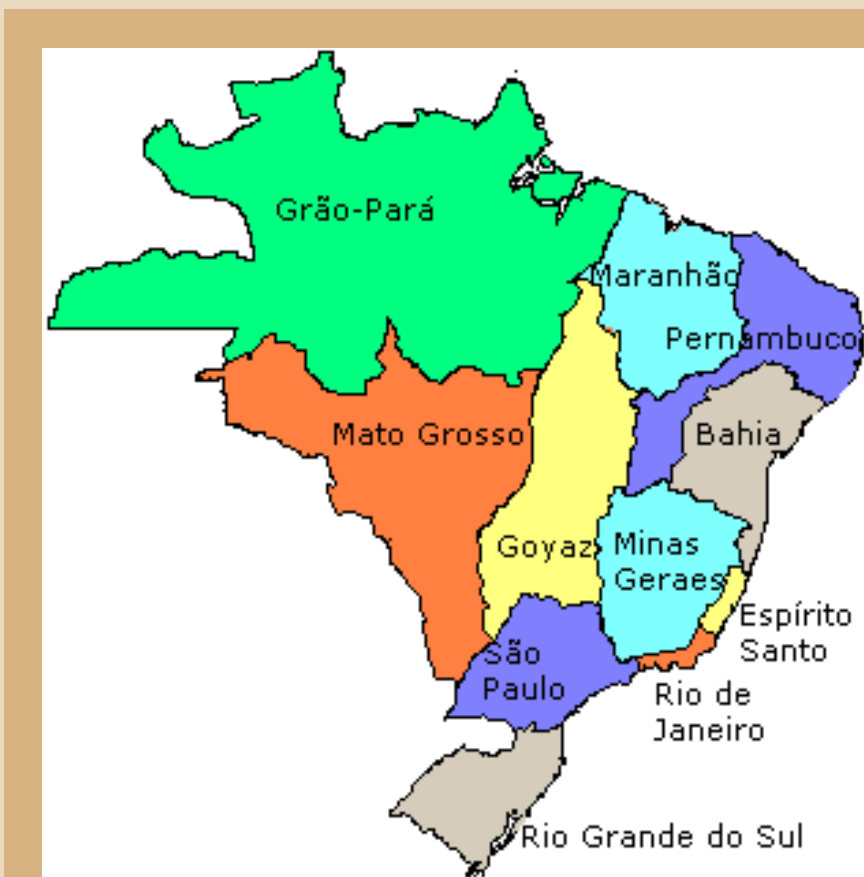 Grão-Pará
Maranhão
Pernambuco
Mato Grosso
Bahia
Goyaz
Minas
Geraes
Espírito
Santo
São
Paulo
Rio de
Janeiro
Rio Grande do Sul